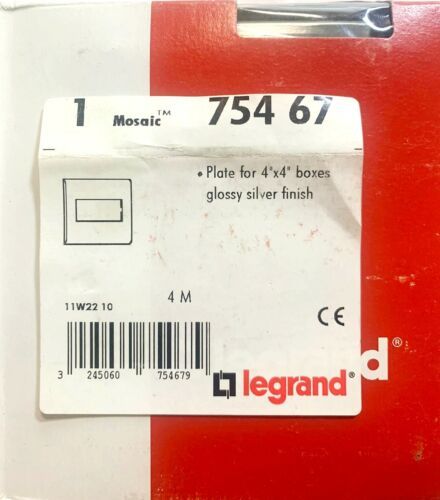 1 Mosaic™ 754 67
• Plate for 4"x4" boxes
glossy silver finish
4 M
11W22 10
CE
3 245060 754679
legrand®
d®